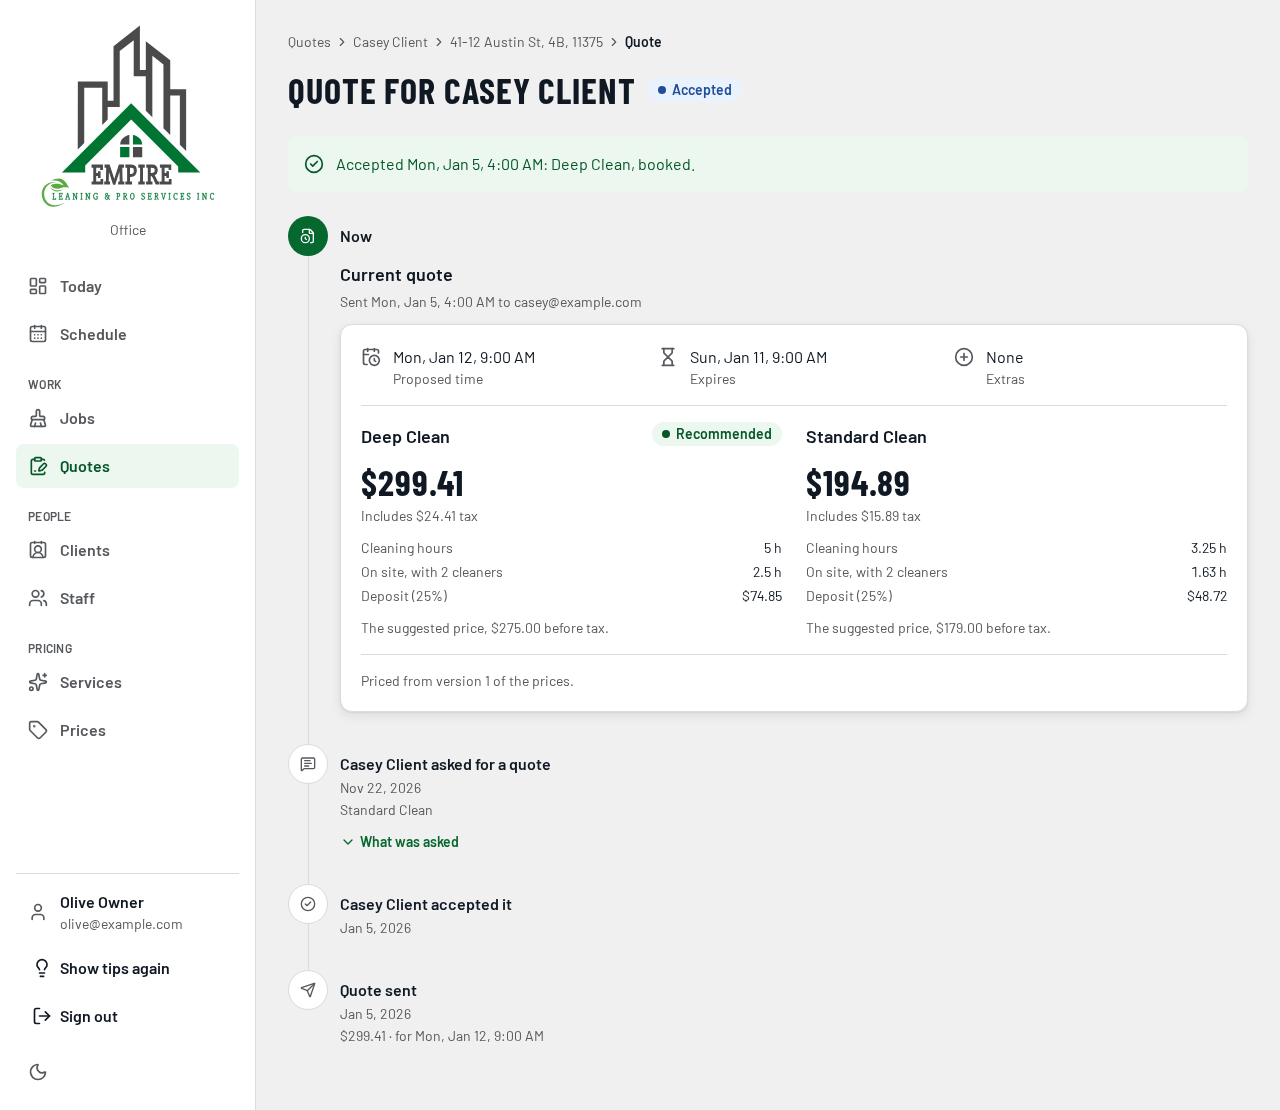 EMPIRE
CLEANING & PRO SERVICES INC
Office
Today
Schedule
WORK
Jobs
Quotes
PEOPLE
Clients
Staff
PRICING
Services
Prices
Olive Owner
olive@example.com
Show tips again
Sign out
Quotes > Casey Client > 41-12 Austin St, 4B, 11375 > Quote
QUOTE FOR CASEY CLIENT
Accepted
Accepted Mon, Jan 5, 4:00 AM: Deep Clean, booked.
Now
Current quote
Sent Mon, Jan 5, 4:00 AM to casey@example.com
Mon, Jan 12, 9:00 AM
Proposed time
Sun, Jan 11, 9:00 AM
Expires
None
Extras
Deep Clean
Recommended
$299.41
Includes $24.41 tax
Cleaning hours 5 h
On site, with 2 cleaners 2.5 h
Deposit (25%) $74.85
The suggested price, $275.00 before tax.
Standard Clean
$194.89
Includes $15.89 tax
Cleaning hours 3.25 h
On site, with 2 cleaners 1.63 h
Deposit (25%) $48.72
The suggested price, $179.00 before tax.
Priced from version 1 of the prices.
Casey Client asked for a quote
Nov 22, 2026
Standard Clean
What was asked
Casey Client accepted it
Jan 5, 2026
Quote sent
Jan 5, 2026
$299.41 · for Mon, Jan 12, 9:00 AM